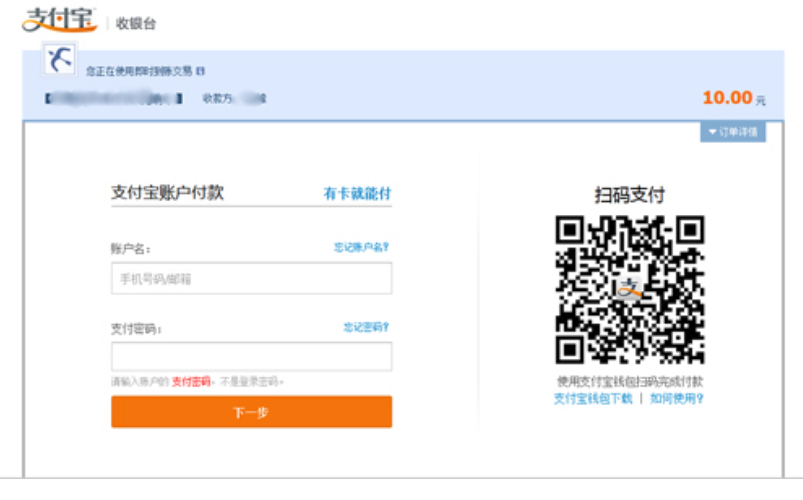 支付宝 收银台
您正在使用即时到账交易
收款方:
10.00 元
订单详情
支付宝账户付款 有卡就能付
扫码支付
账户名: 忘记账户名?
手机号码/邮箱
支付密码: 忘记密码?
请输入账户的 支付密码,不是登录密码。
下一步
支
使用支付宝钱包扫码完成付款
支付宝钱包下载 | 如何使用?